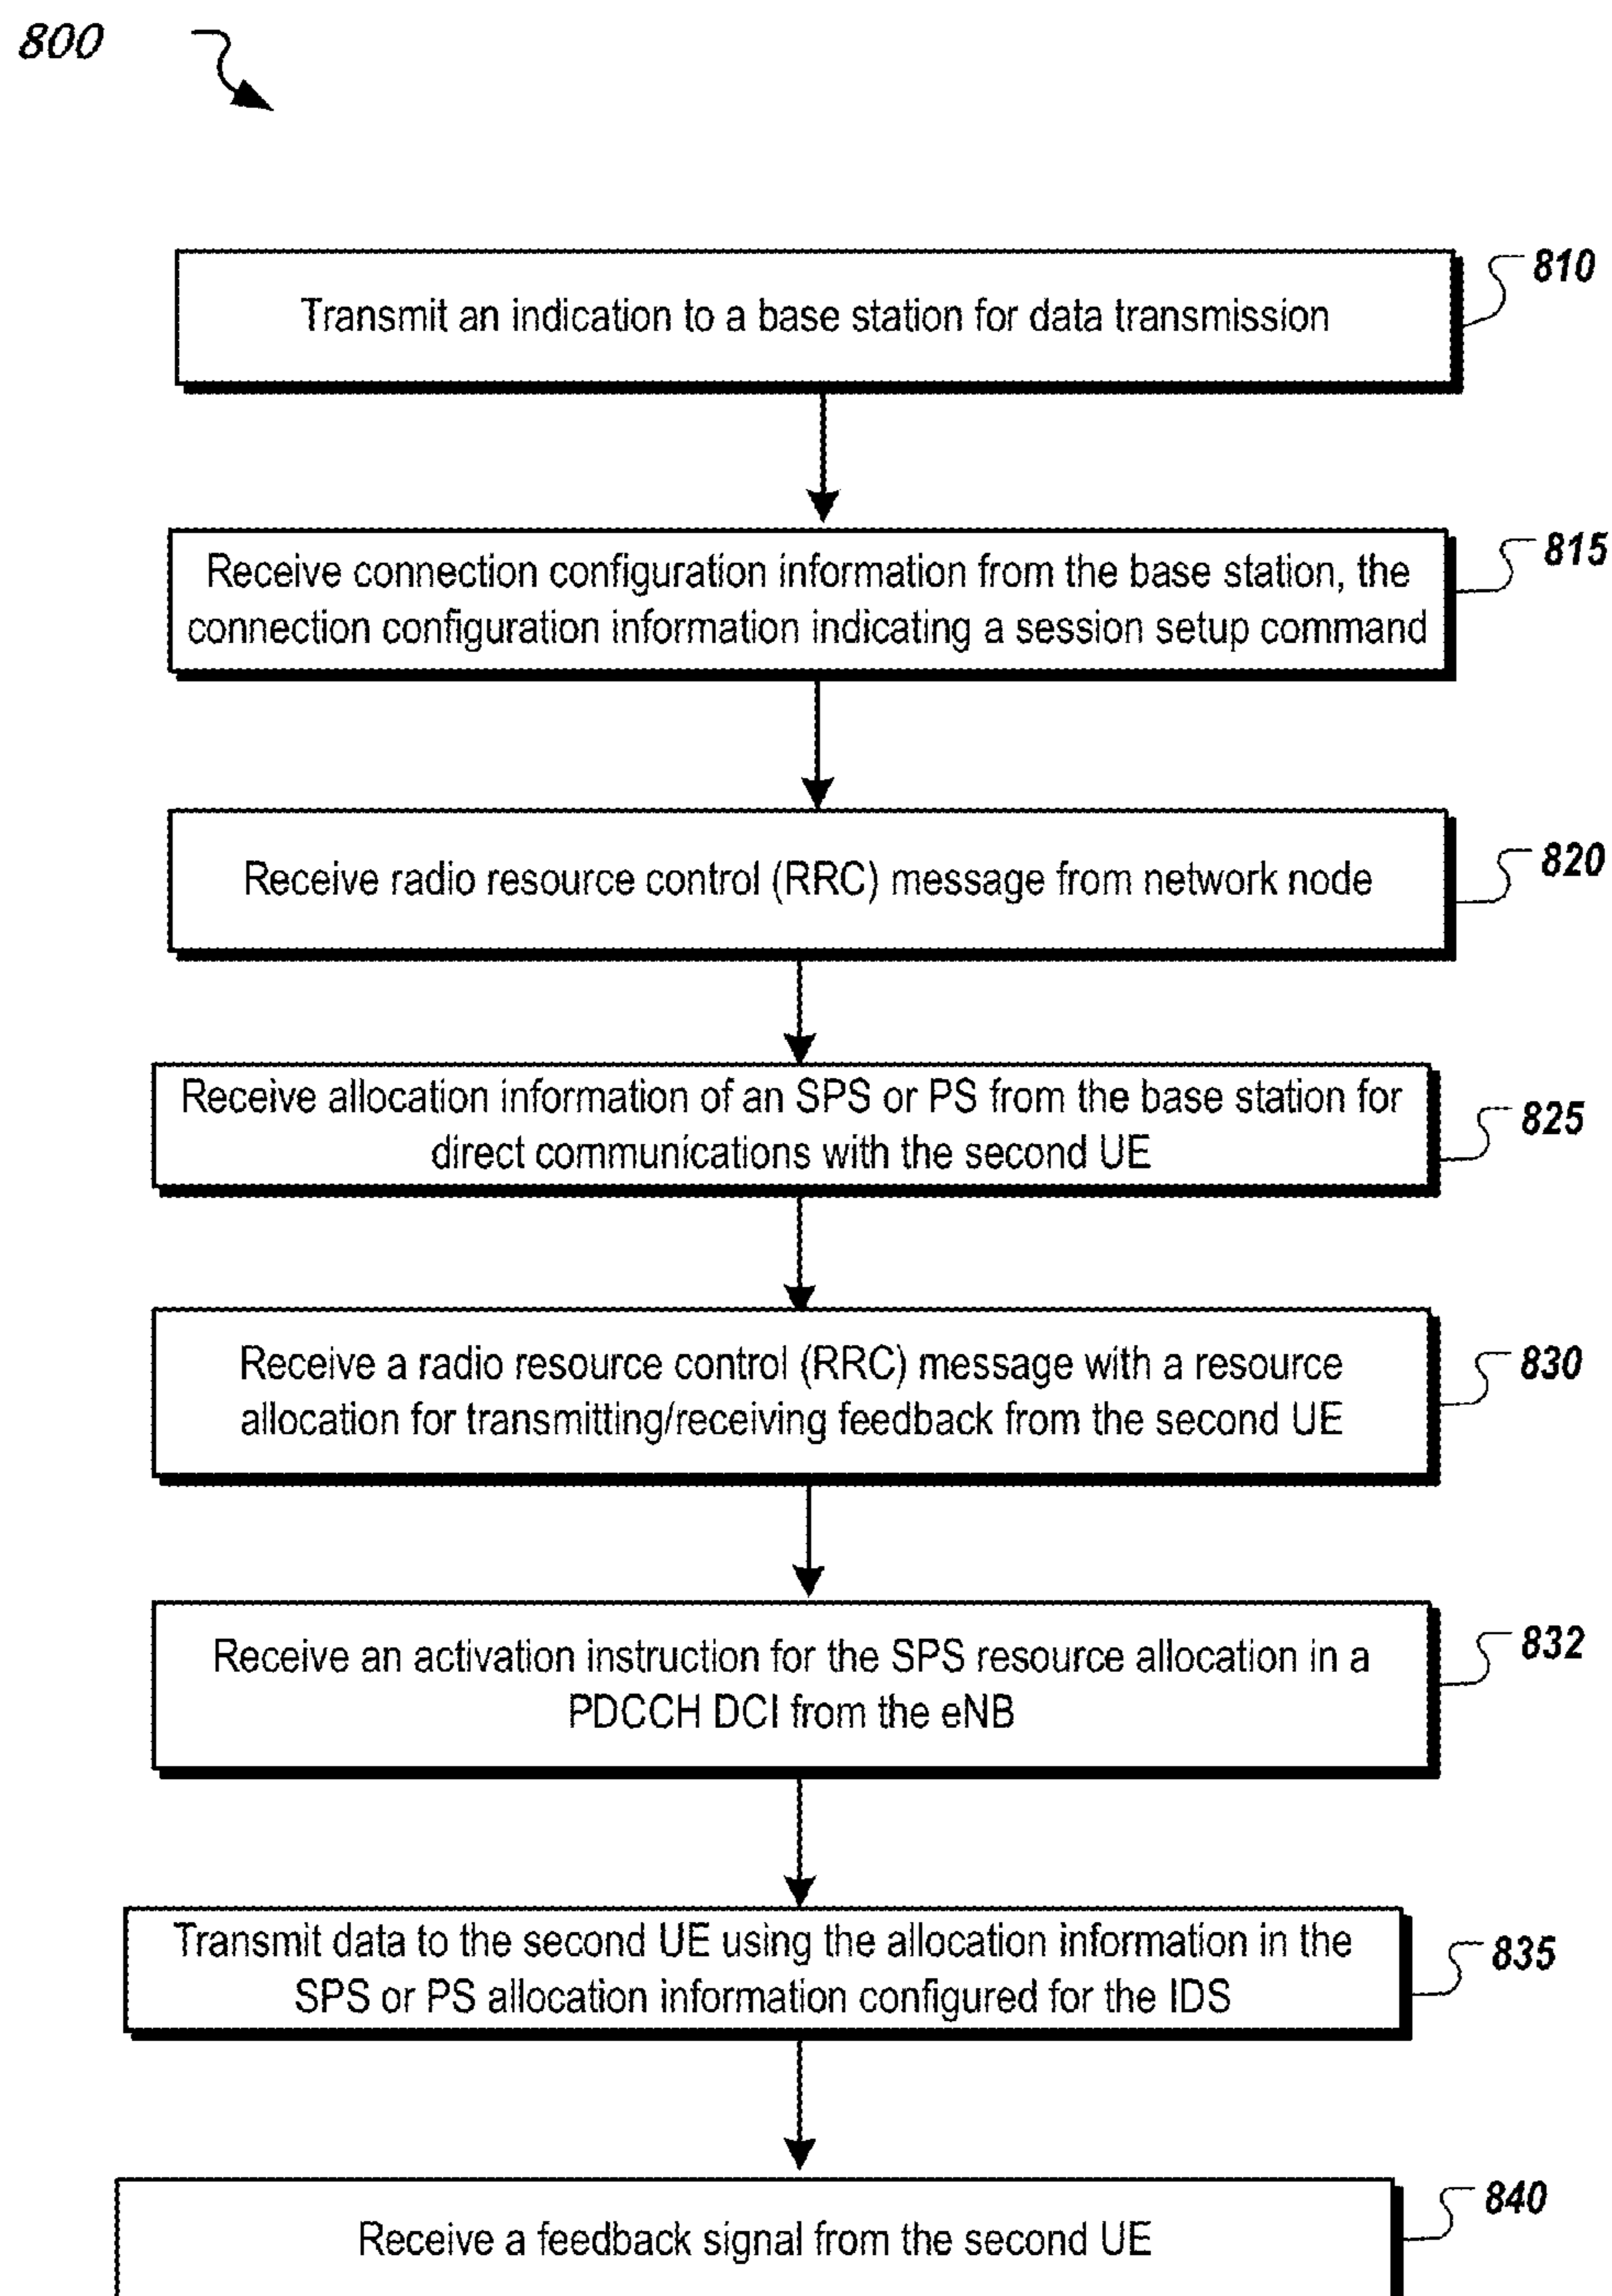 800
810
Transmit an indication to a base station for data transmission
815
Receive connection configuration information from the base station, the
connection configuration information indicating a session setup command
820
Receive radio resource control (RRC) message from network node
825
Receive allocation information of an SPS or PS from the base station for
direct communications with the second UE
830
Receive a radio resource control (RRC) message with a resource
allocation for transmitting/receiving feedback from the second UE
832
Receive an activation instruction for the SPS resource allocation in a
PDCCH DCI from the eNB
835
Transmit data to the second UE using the allocation information in the
SPS or PS allocation information configured for the IDS
840
Receive a feedback signal from the second UE